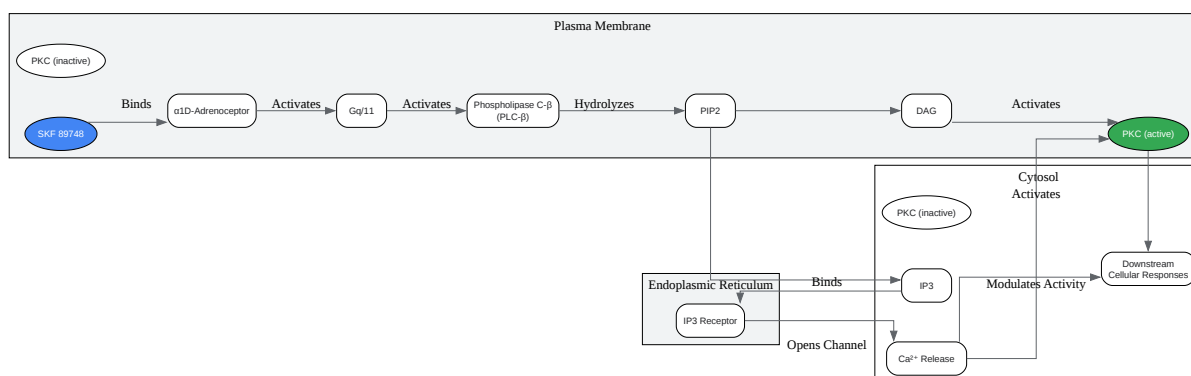 Plasma Membrane
PKC (inactive)
Binds
Activates
Activates
Hydrolyzes
Activates
SKF 89748
α1D-Adrenoceptor
Gq/11
Phospholipase C-β
(PLC-β)
PIP2
DAG
PKC (active)
Cytosol
Activates
PKC (inactive)
Downstream
Cellular Responses
Endoplasmic Reticulum
Binds
IP3
Modulates Activity
IP3 Receptor
Opens Channel
Ca²⁺ Release